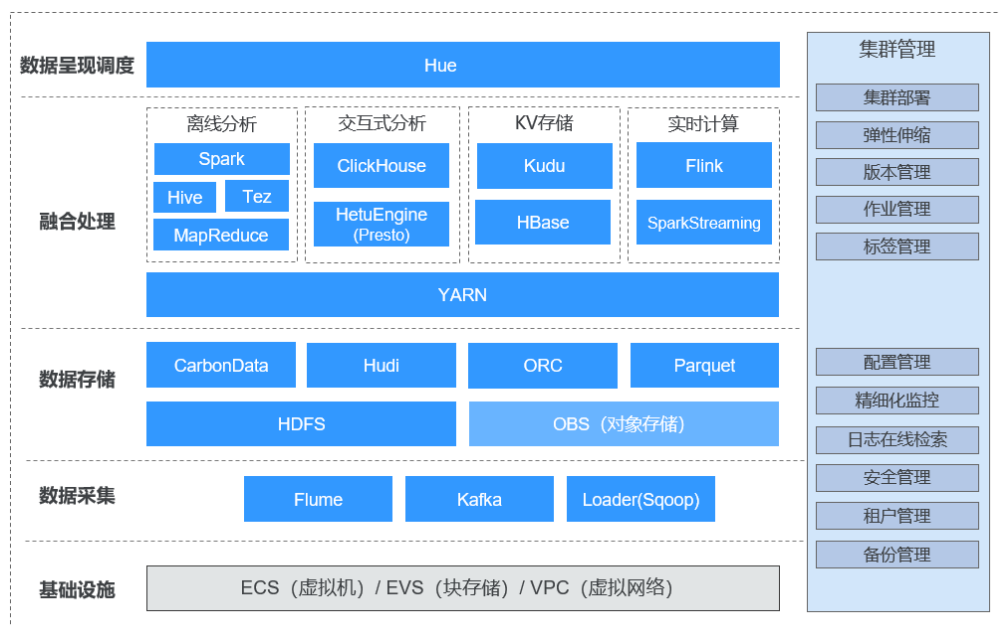 数据呈现调度
Hue
融合处理
离线分析
Spark
Hive
Tez
MapReduce
交互式分析
ClickHouse
HetuEngine
(Presto)
KV存储
Kudu
HBase
实时计算
Flink
SparkStreaming
YARN
数据存储
CarbonData
Hudi
ORC
Parquet
HDFS
OBS（对象存储）
数据采集
Flume
Kafka
Loader(Sqoop)
基础设施
ECS（虚拟机）/ EVS（块存储）/ VPC（虚拟网络）
集群管理
集群部署
弹性伸缩
版本管理
作业管理
标签管理
配置管理
精细化监控
日志在线检索
安全管理
租户管理
备份管理